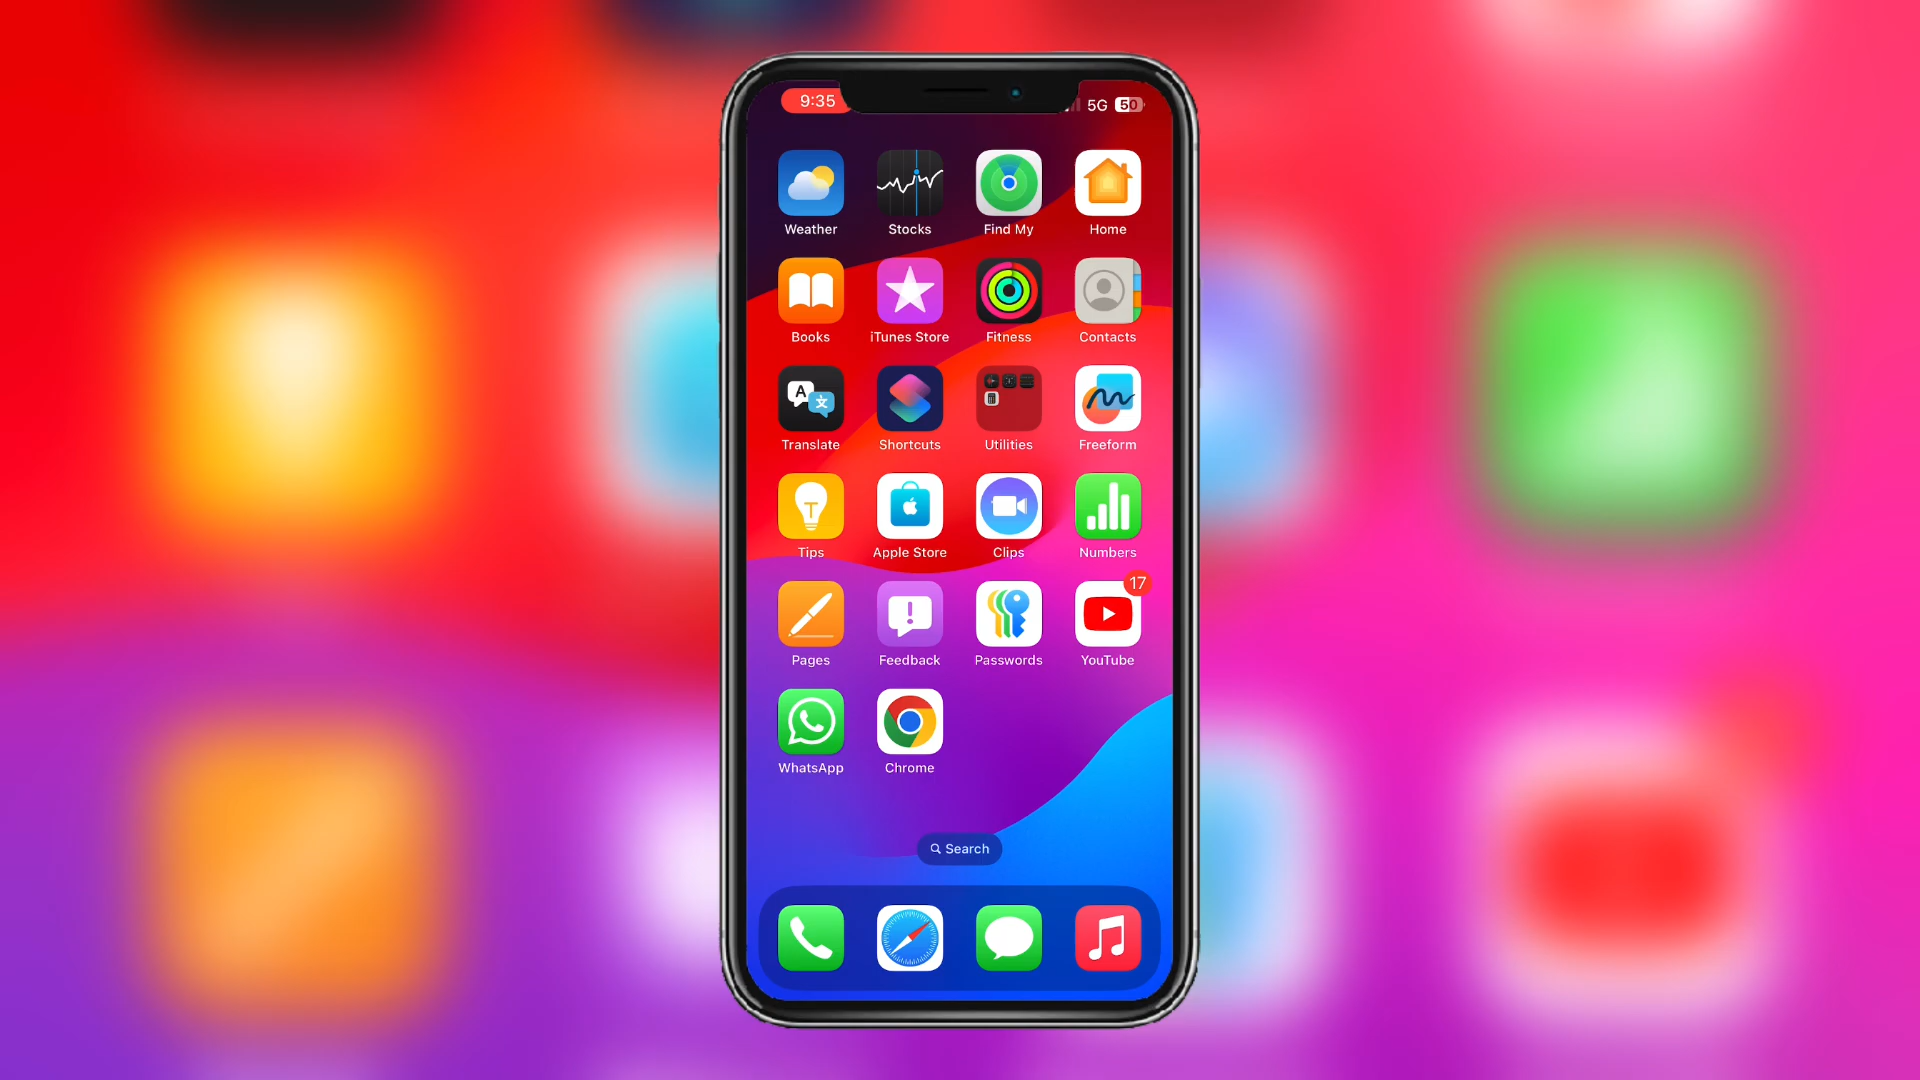 9:35 5G 50
Weather Stocks Find My Home
Books iTunes Store Fitness Contacts
A 文
Translate Shortcuts Utilities Freeform
T
Tips Apple Store Clips Numbers
17
Pages Feedback Passwords YouTube
WhatsApp Chrome
Search